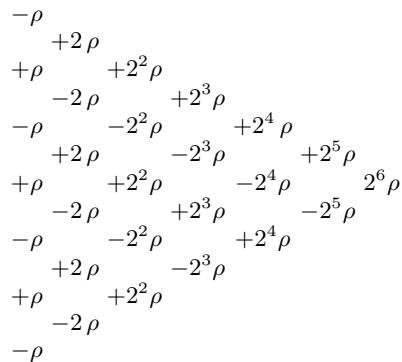 −ρ
+2 ρ
+ρ +2²ρ
−2 ρ +2³ρ
−ρ −2²ρ +2⁴ ρ
+2 ρ −2³ρ +2⁵ρ
+ρ +2²ρ −2⁴ρ 2⁶ρ
−2 ρ +2³ρ −2⁵ρ
−ρ −2²ρ +2⁴ρ
+2 ρ −2³ρ
+ρ +2²ρ
−2 ρ
−ρ